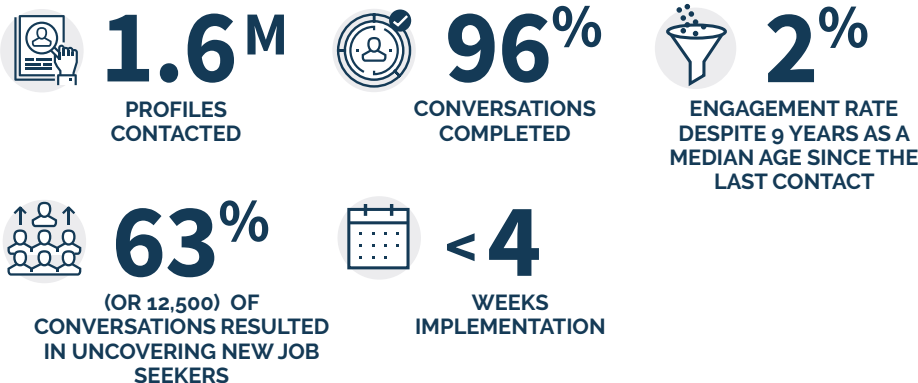 1.6M
PROFILES
CONTACTED
96%
CONVERSATIONS
COMPLETED
2%
ENGAGEMENT RATE
DESPITE 9 YEARS AS A
MEDIAN AGE SINCE THE
LAST CONTACT
63%
(OR 12,500) OF
CONVERSATIONS RESULTED
IN UNCOVERING NEW JOB
SEEKERS
<4
WEEKS
IMPLEMENTATION